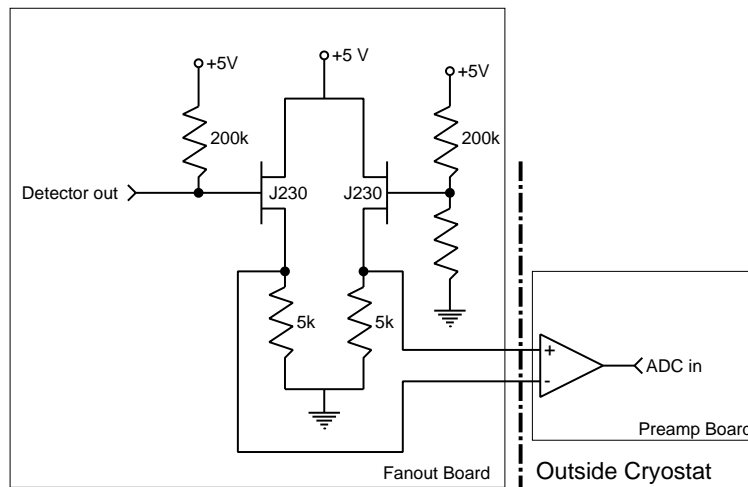 +5V
+5 V
+5V
200k
200k
Detector out
J230
J230
5k
5k
+
-
ADC in
Preamp Board
Fanout Board
Outside Cryostat